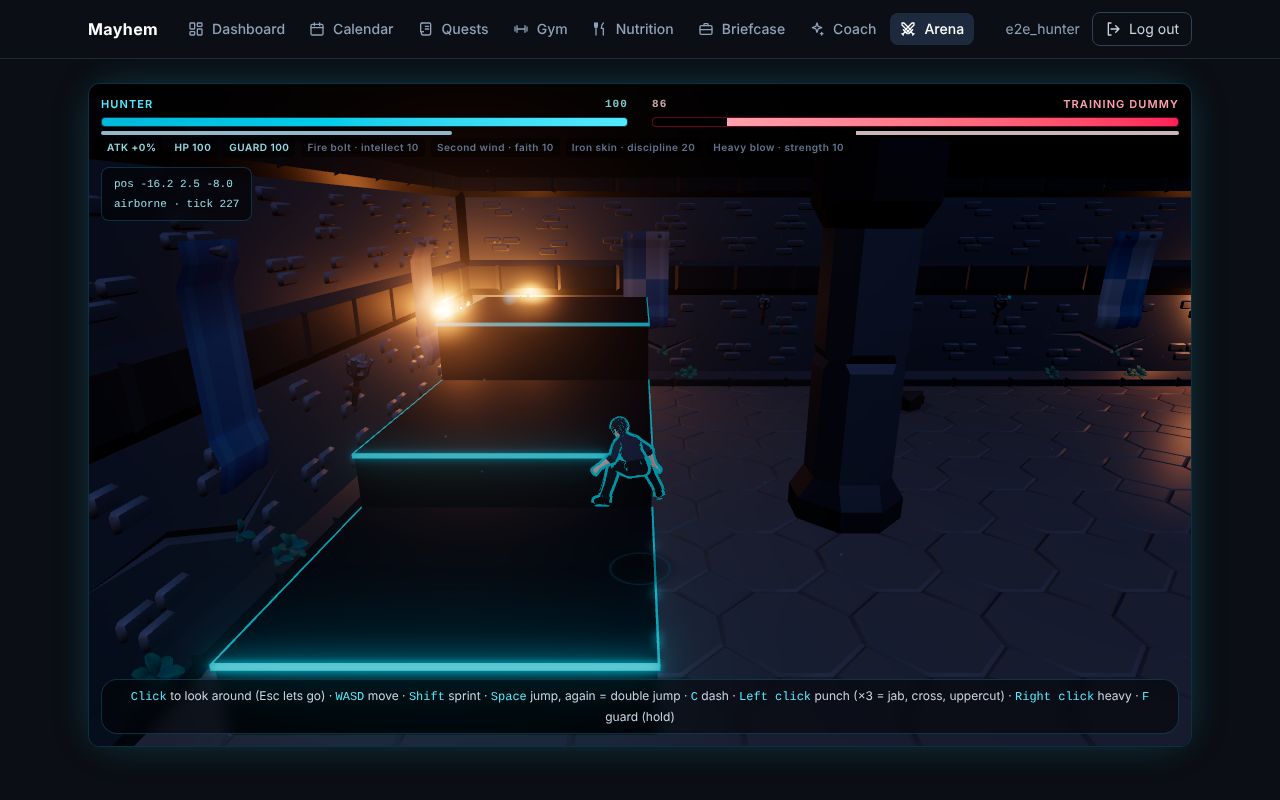 Mayhem Dashboard Calendar Quests Gym Nutrition Briefcase Coach Arena e2e_hunter Log out
HUNTER 100 86 TRAINING DUMMY
ATK +0% HP 100 GUARD 100 Fire bolt · intellect 10 Second wind · faith 10 Iron skin · discipline 20 Heavy blow · strength 10
pos -16.2 2.5 -8.0
airborne · tick 227
Click to look around (Esc lets go) · WASD move · Shift sprint · Space jump, again = double jump · C dash · Left click punch (×3 = jab, cross, uppercut) · Right click heavy · F
guard (hold)